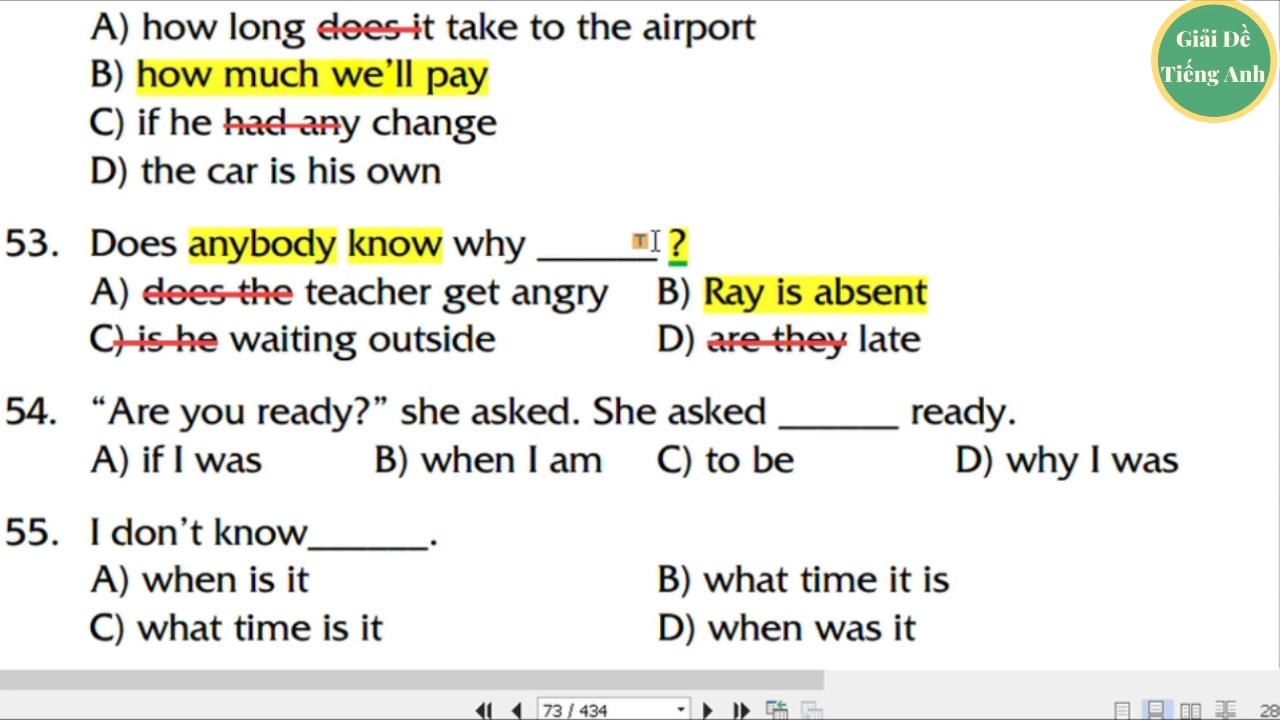 A) how long does it take to the airport
Giải Dề
Tiếng Anh
B) how much we'll pay
C) if he had any change
D) the car is his own
53. Does anybody know why ______ ?
A) does the teacher get angry B) Ray is absent
C) is he waiting outside D) are they late
54. “Are you ready?” she asked. She asked ______ ready.
A) if I was B) when I am C) to be D) why I was
55. I don't know______.
A) when is it B) what time it is
C) what time is it D) when was it
73 / 434
28